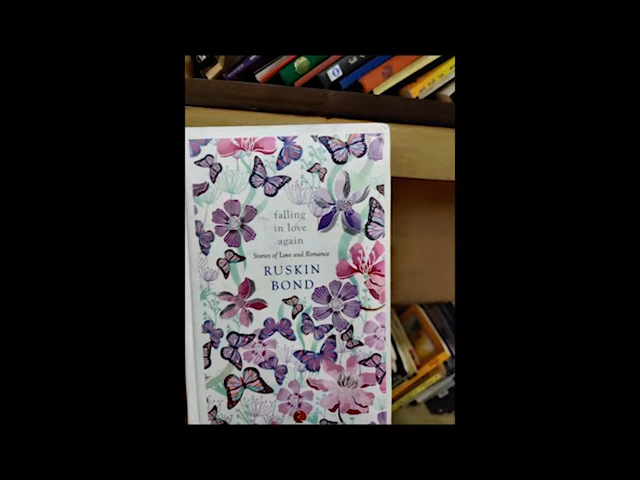 falling
in love
again
Stories of Love and Romance
RUSKIN
BOND